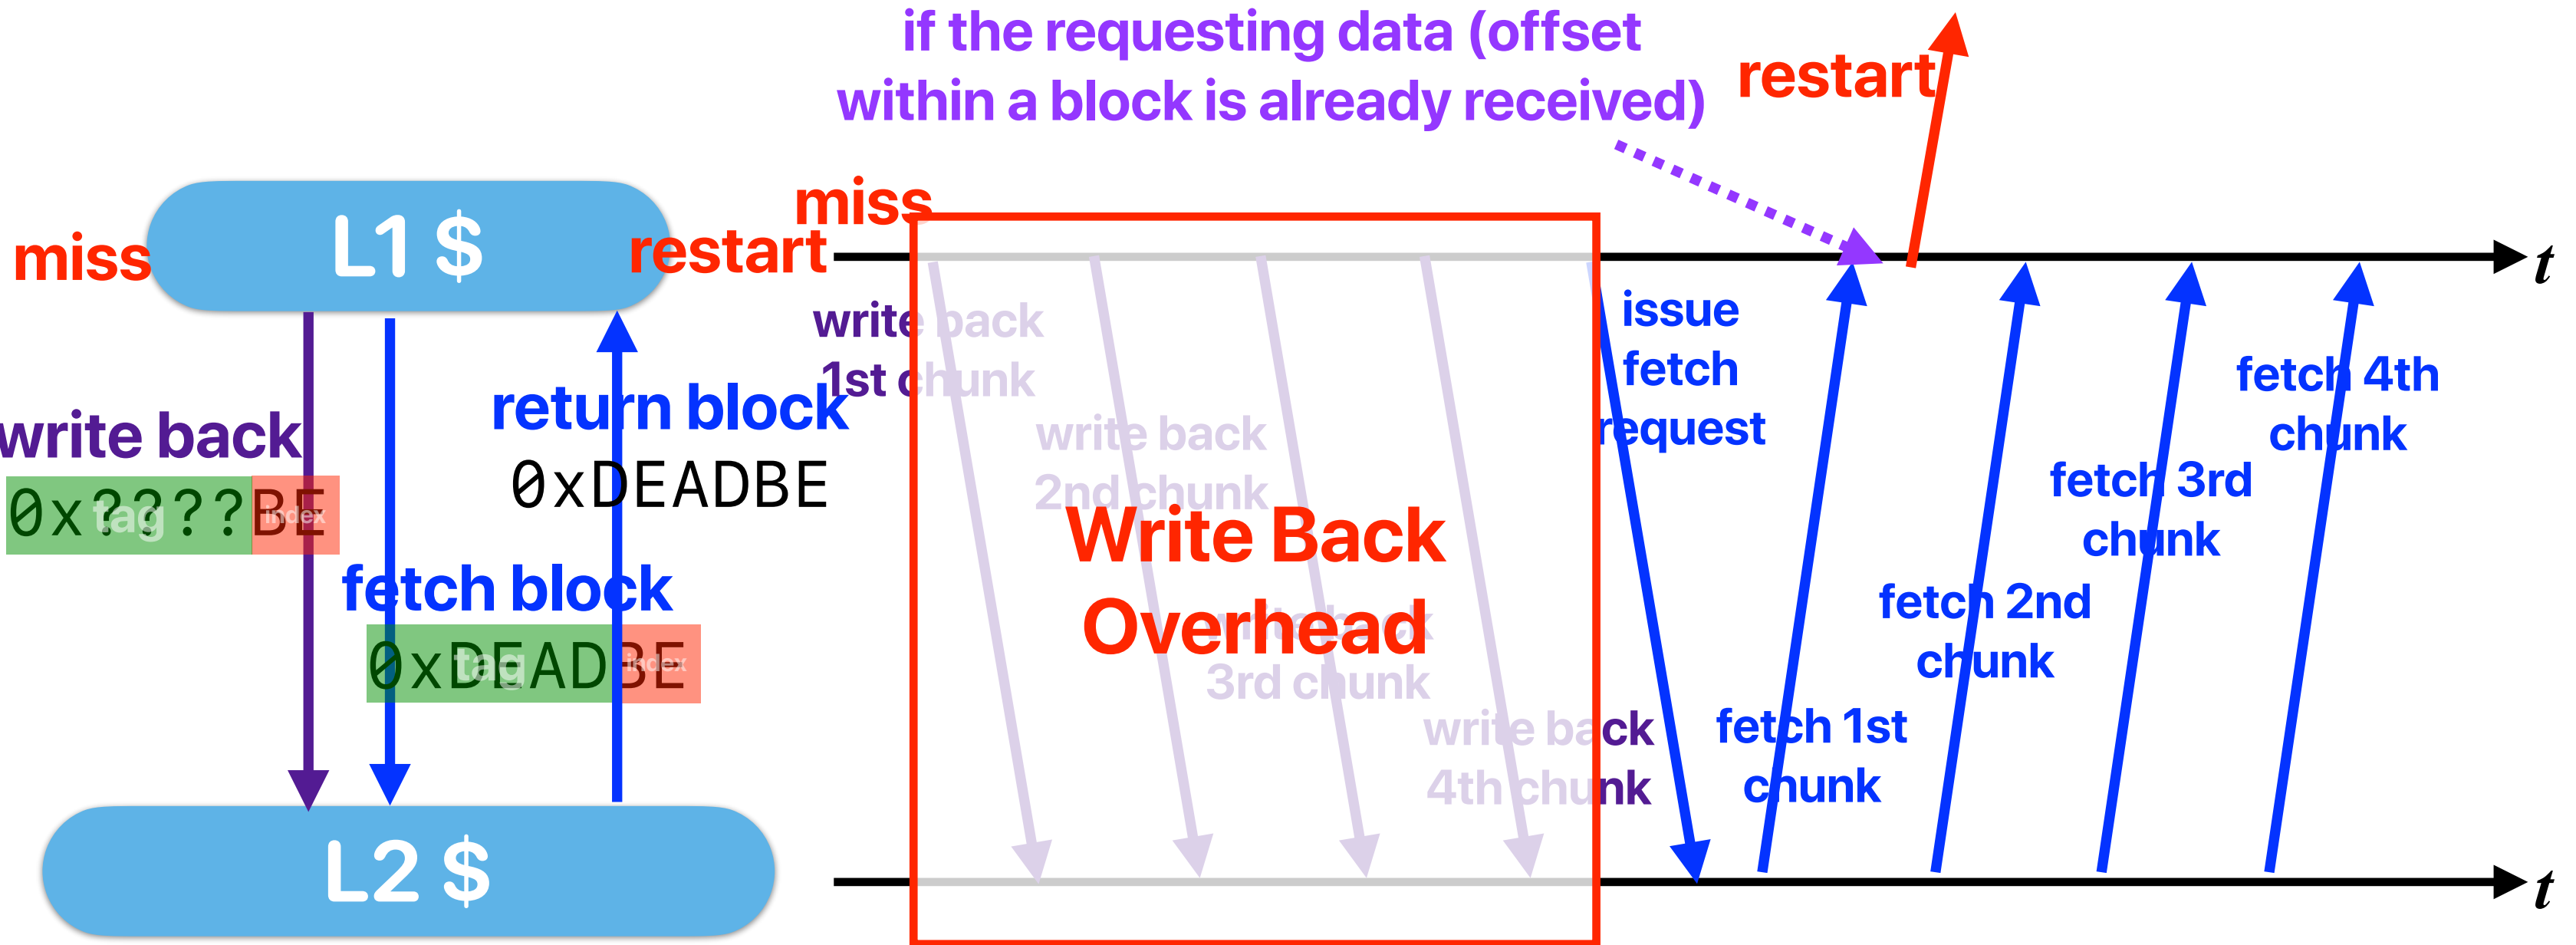 if the requesting data (offset
within a block is already received)
restart
miss
L1 $
miss
restart
t
write back
1st chunk
issue
fetch
request
fetch 4th
chunk
write back
return block
0xDEADBE
write back
2nd chunk
fetch 3rd
chunk
0x????BE
tag
index
Write Back
Overhead
fetch block
0xDEADBE
tag
index
write back
3rd chunk
fetch 2nd
chunk
write back
4th chunk
fetch 1st
chunk
L2 $
t